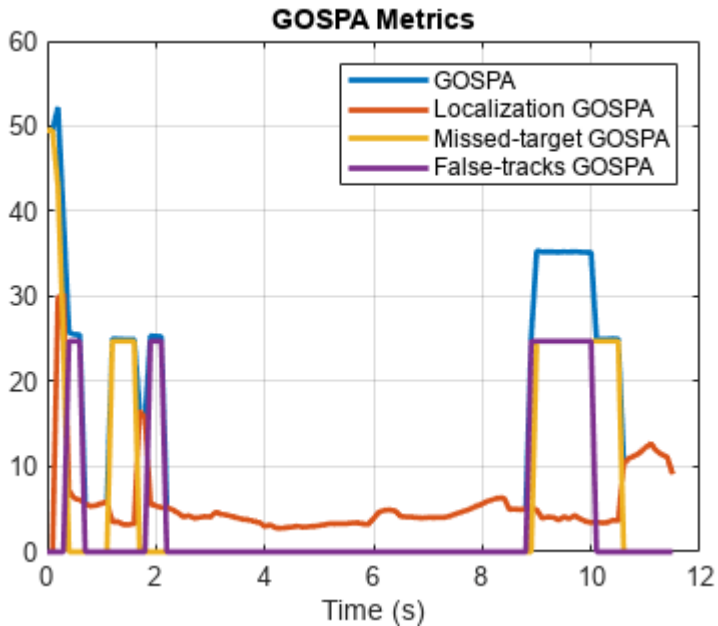 GOSPA Metrics
60
50
40
30
20
10
0
GOSPA
Localization GOSPA
Missed-target GOSPA
False-tracks GOSPA
0 2 4 6 8 10 12
Time (s)